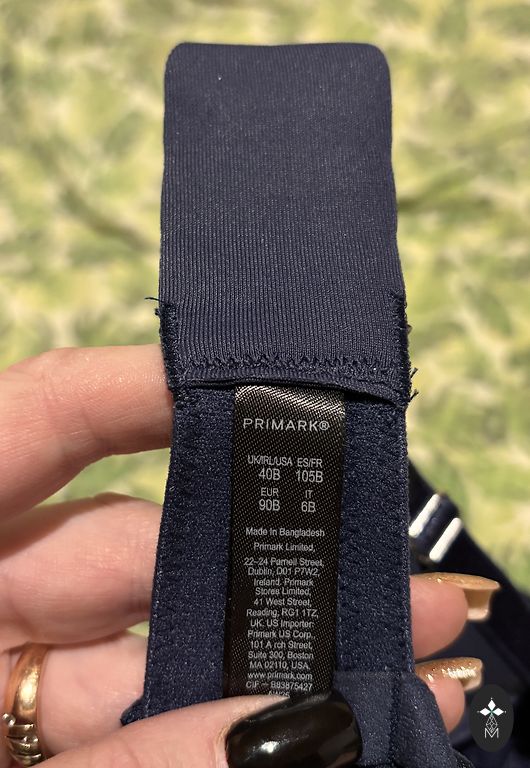 PRIMARK®
UK/IRL/USA ES/FR
40B 105B
EUR IT
90B 6B
Made in Bangladesh
Primark Limited,
22–24 Parnell Street,
Dublin, D01 P7W2,
Ireland. Primark
Stores Limited,
41 West Street,
Reading, RG1 1TZ,
UK. US Importer:
Primark US Corp.,
101 A rch Street,
Suite 300, Boston
MA 02110, USA.
www.primark.com
CIF – B83875427
M